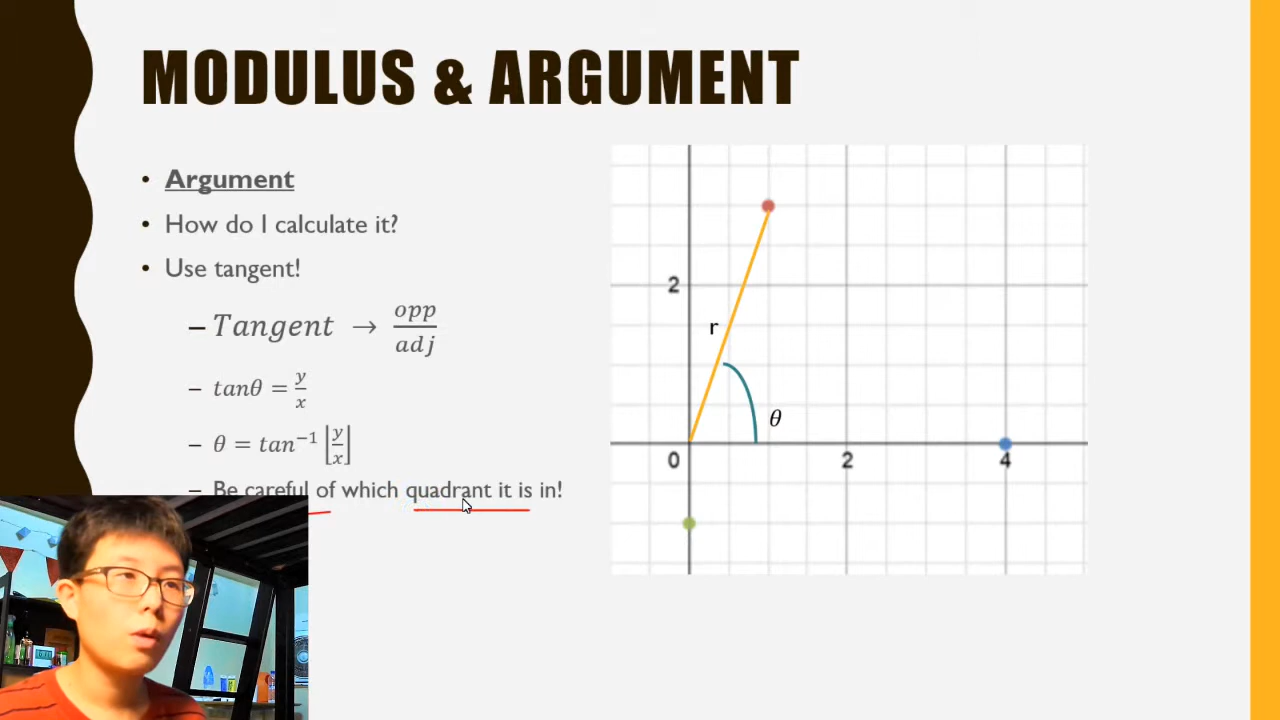 MODULUS & ARGUMENT
• Argument
• How do I calculate it?
• Use tangent!
– Tangent → opp/adj
– tanθ = y/x
– θ = tan⁻¹ |y/x|
– Be careful of which quadrant it is in!
2
r
θ
0 2 4